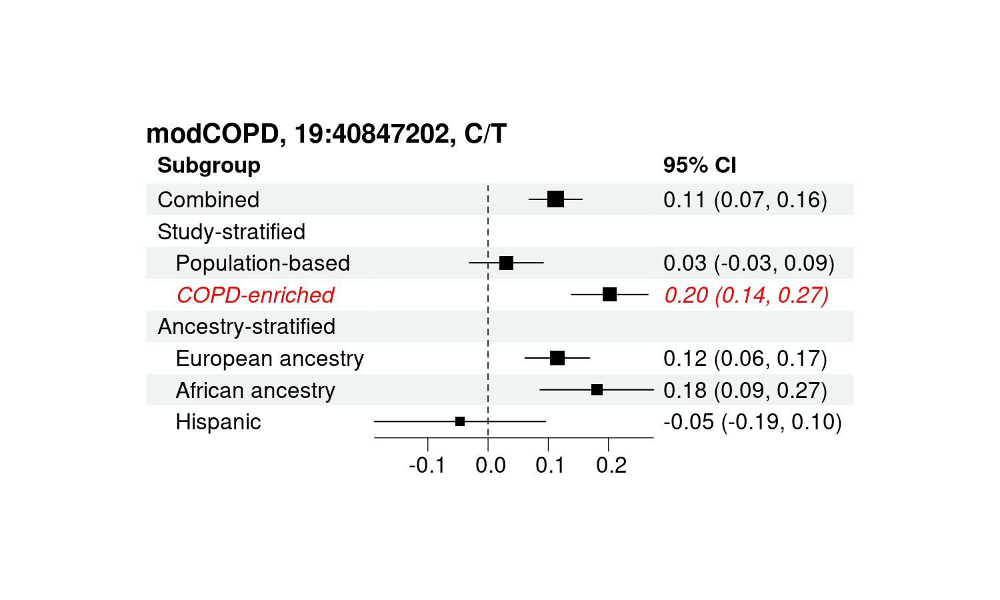 modCOPD, 19:40847202, C/T
Subgroup 95% CI
Combined 0.11 (0.07, 0.16)
Study-stratified
Population-based 0.03 (-0.03, 0.09)
COPD-enriched 0.20 (0.14, 0.27)
Ancestry-stratified
European ancestry 0.12 (0.06, 0.17)
African ancestry 0.18 (0.09, 0.27)
Hispanic -0.05 (-0.19, 0.10)
-0.1 0.0 0.1 0.2